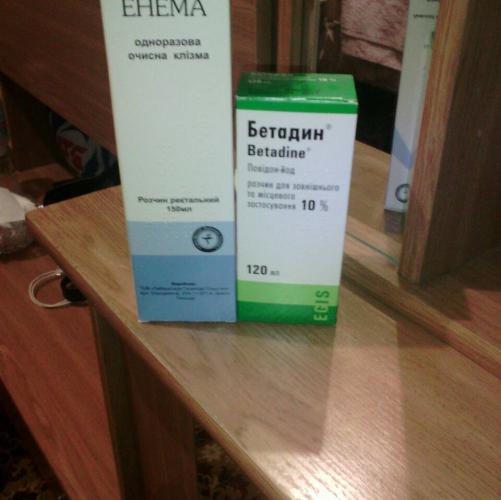 ЕНЕМА
одноразова
очисна клізма
Розчин ректальний
150мл
Бетадин®
Betadine®
Повідон-йод
розчин для зовнішнього
та місцевого
застосування 10 %
120 мл
EGIS